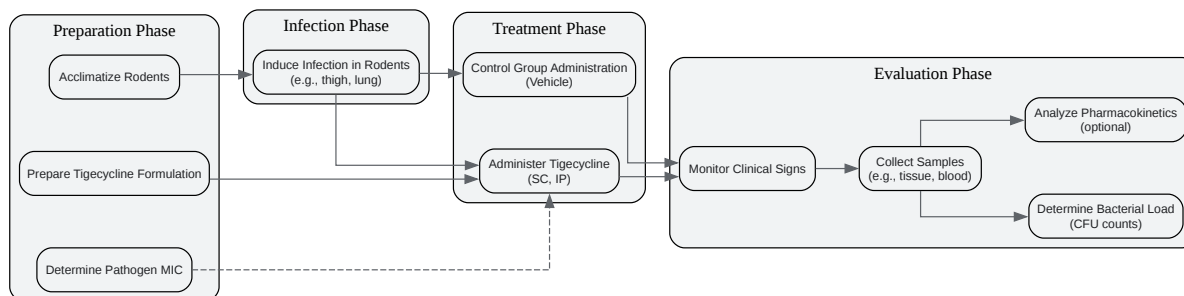 Preparation Phase
Acclimatize Rodents
Prepare Tigecycline Formulation
Determine Pathogen MIC
Infection Phase
Induce Infection in Rodents
(e.g., thigh, lung)
Treatment Phase
Control Group Administration
(Vehicle)
Administer Tigecycline
(SC, IP)
Evaluation Phase
Monitor Clinical Signs
Collect Samples
(e.g., tissue, blood)
Analyze Pharmacokinetics
(optional)
Determine Bacterial Load
(CFU counts)